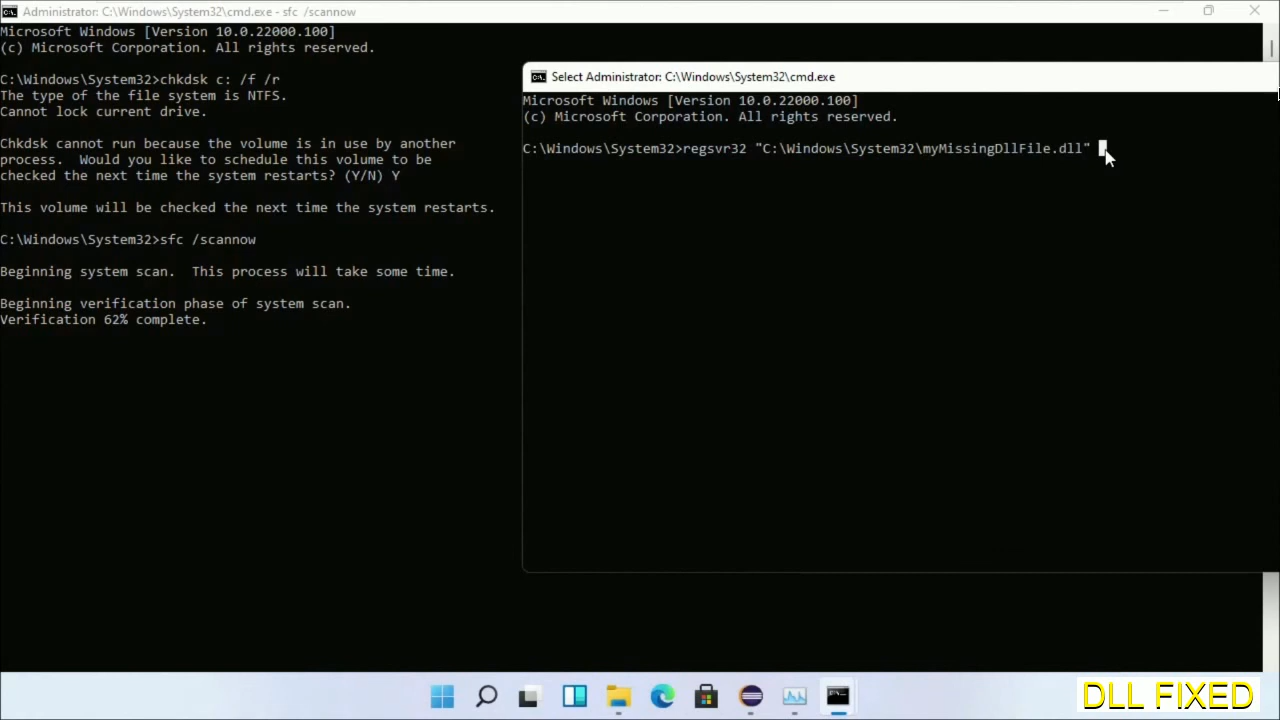 Administrator: C:\Windows\System32\cmd.exe - sfc /scannow
Microsoft Windows [Version 10.0.22000.100]
(c) Microsoft Corporation. All rights reserved.
C:\Windows\System32>chkdsk c: /f /r
The type of the file system is NTFS.
Cannot lock current drive.
Chkdsk cannot run because the volume is in use by another
process.  Would you like to schedule this volume to be
checked the next time the system restarts? (Y/N) Y
This volume will be checked the next time the system restarts.
C:\Windows\System32>sfc /scannow
Beginning system scan.  This process will take some time.
Beginning verification phase of system scan.
Verification 62% complete.
Select Administrator: C:\Windows\System32\cmd.exe
Microsoft Windows [Version 10.0.22000.100]
(c) Microsoft Corporation. All rights reserved.
C:\Windows\System32>regsvr32 "C:\Windows\System32\myMissingDllFile.dll"
DLL FIXED